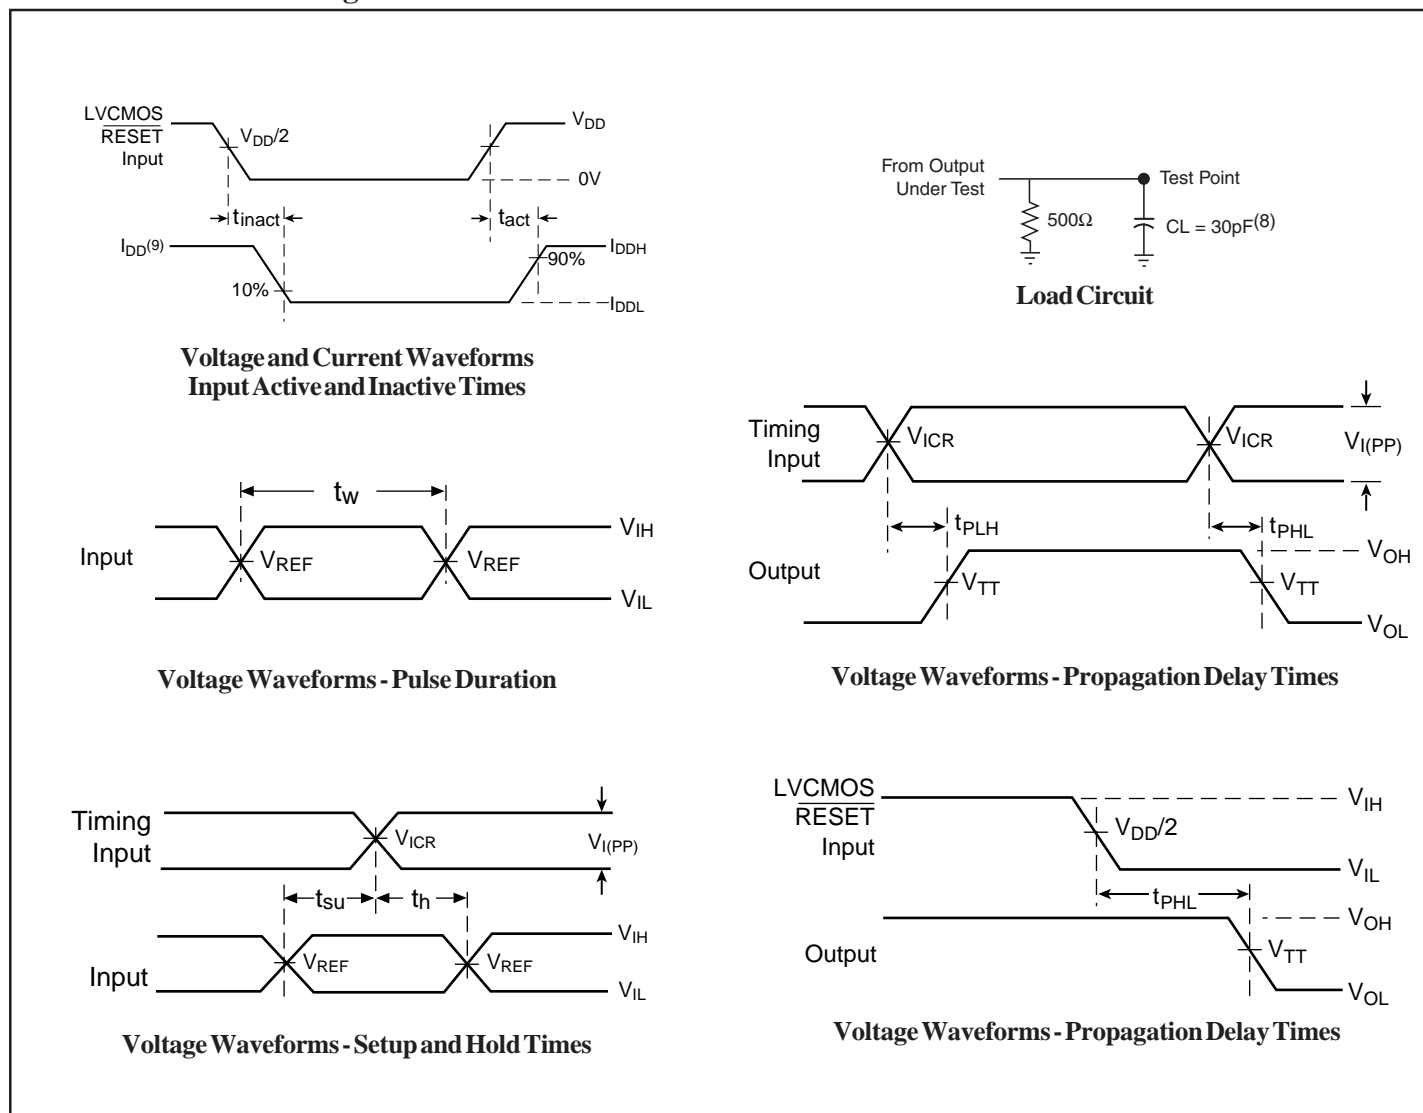 LVCMOS
RESET
Input
VDD/2
VDD
0V
tinact
tact
IDD(9)
IDDH
90%
10%
IDDL
Voltage and Current Waveforms
Input Active and Inactive Times
From Output
Under Test
Test Point
500Ω
CL = 30pF(8)
Load Circuit
tw
Input
VREF
VREF
VIH
VIL
Voltage Waveforms - Pulse Duration
Timing
Input
VICR
VICR
VI(PP)
tPLH
tPHL
Output
VTT
VTT
VOH
VOL
Voltage Waveforms - Propagation Delay Times
Timing
Input
VICR
VI(PP)
tsu
th
Input
VREF
VREF
VIH
VIL
Voltage Waveforms - Setup and Hold Times
LVCMOS
RESET
Input
VDD/2
VIH
VIL
tPHL
Output
VTT
VOH
VOL
Voltage Waveforms - Propagation Delay Times